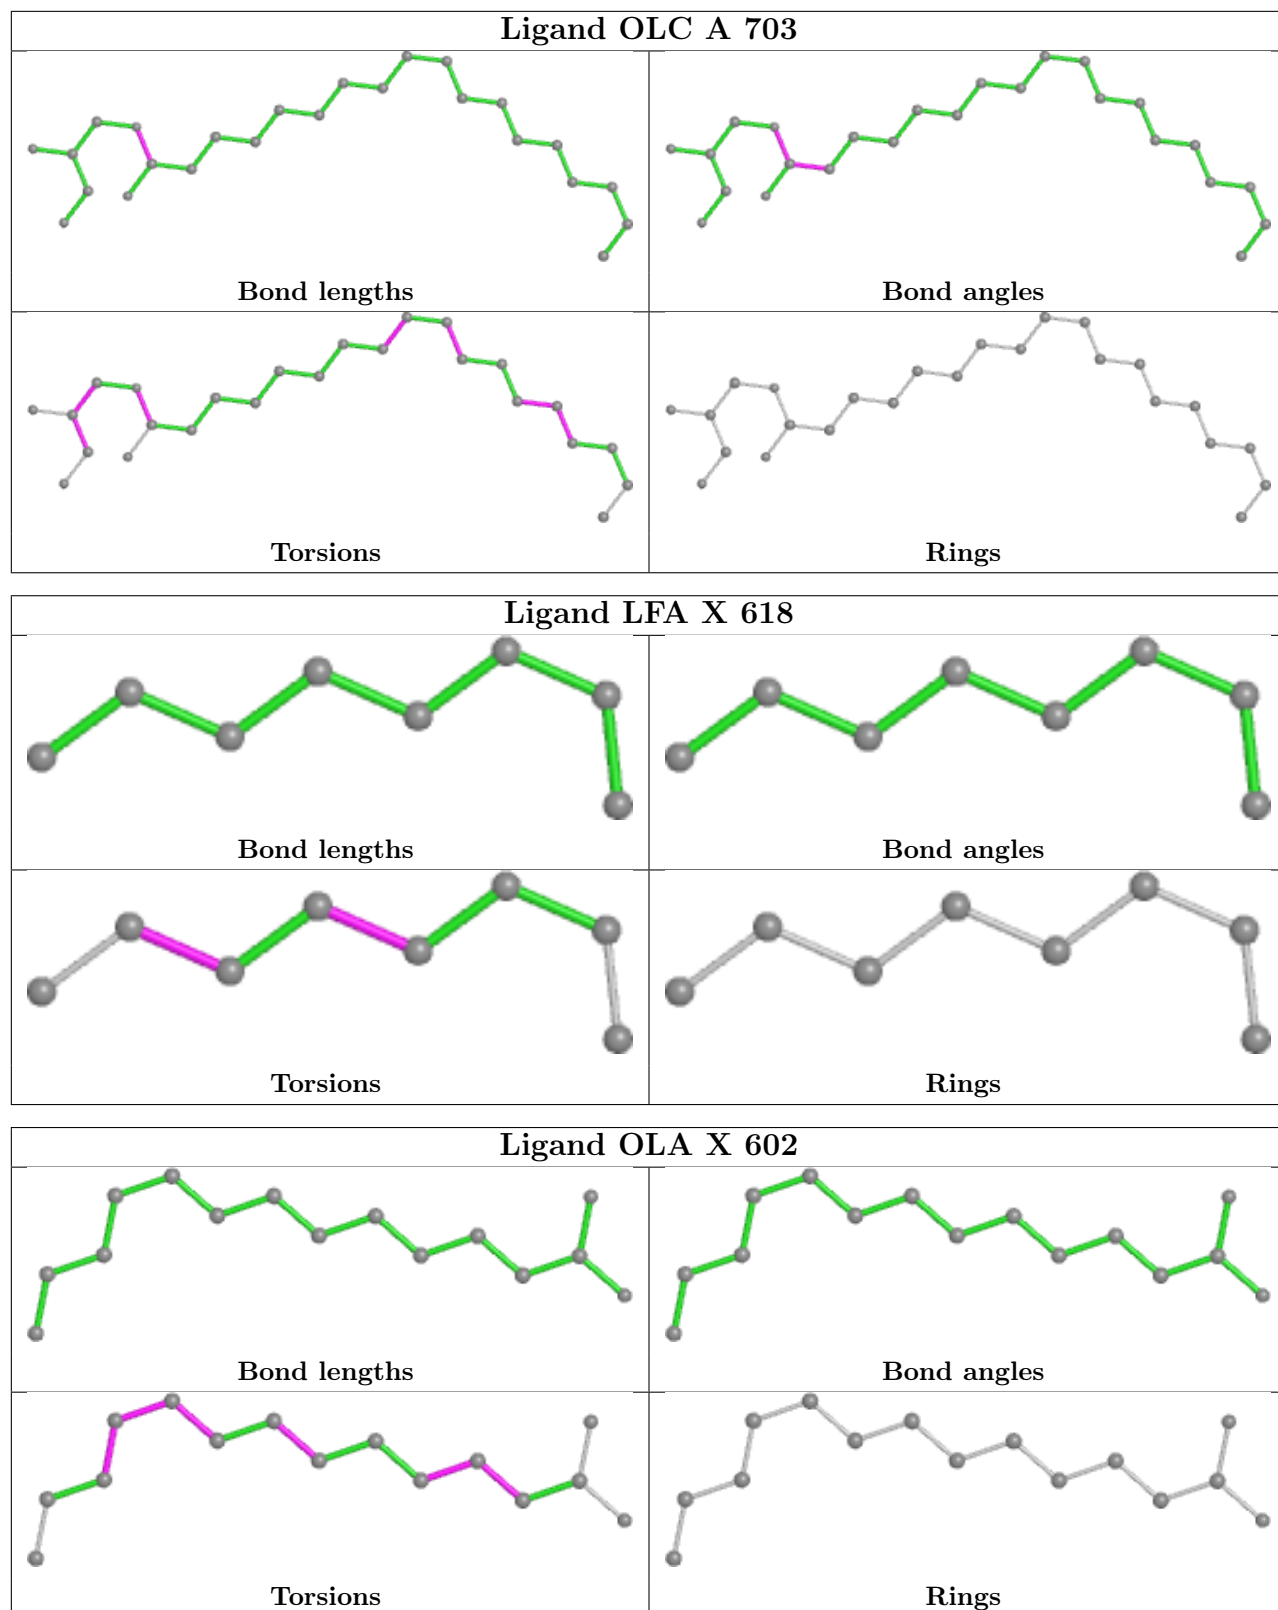 Ligand OLC A 703
Bond lengths
Bond angles
Torsions
Rings
Ligand LFA X 618
Bond lengths
Bond angles
Torsions
Rings
Ligand OLA X 602
Bond lengths
Bond angles
Torsions
Rings